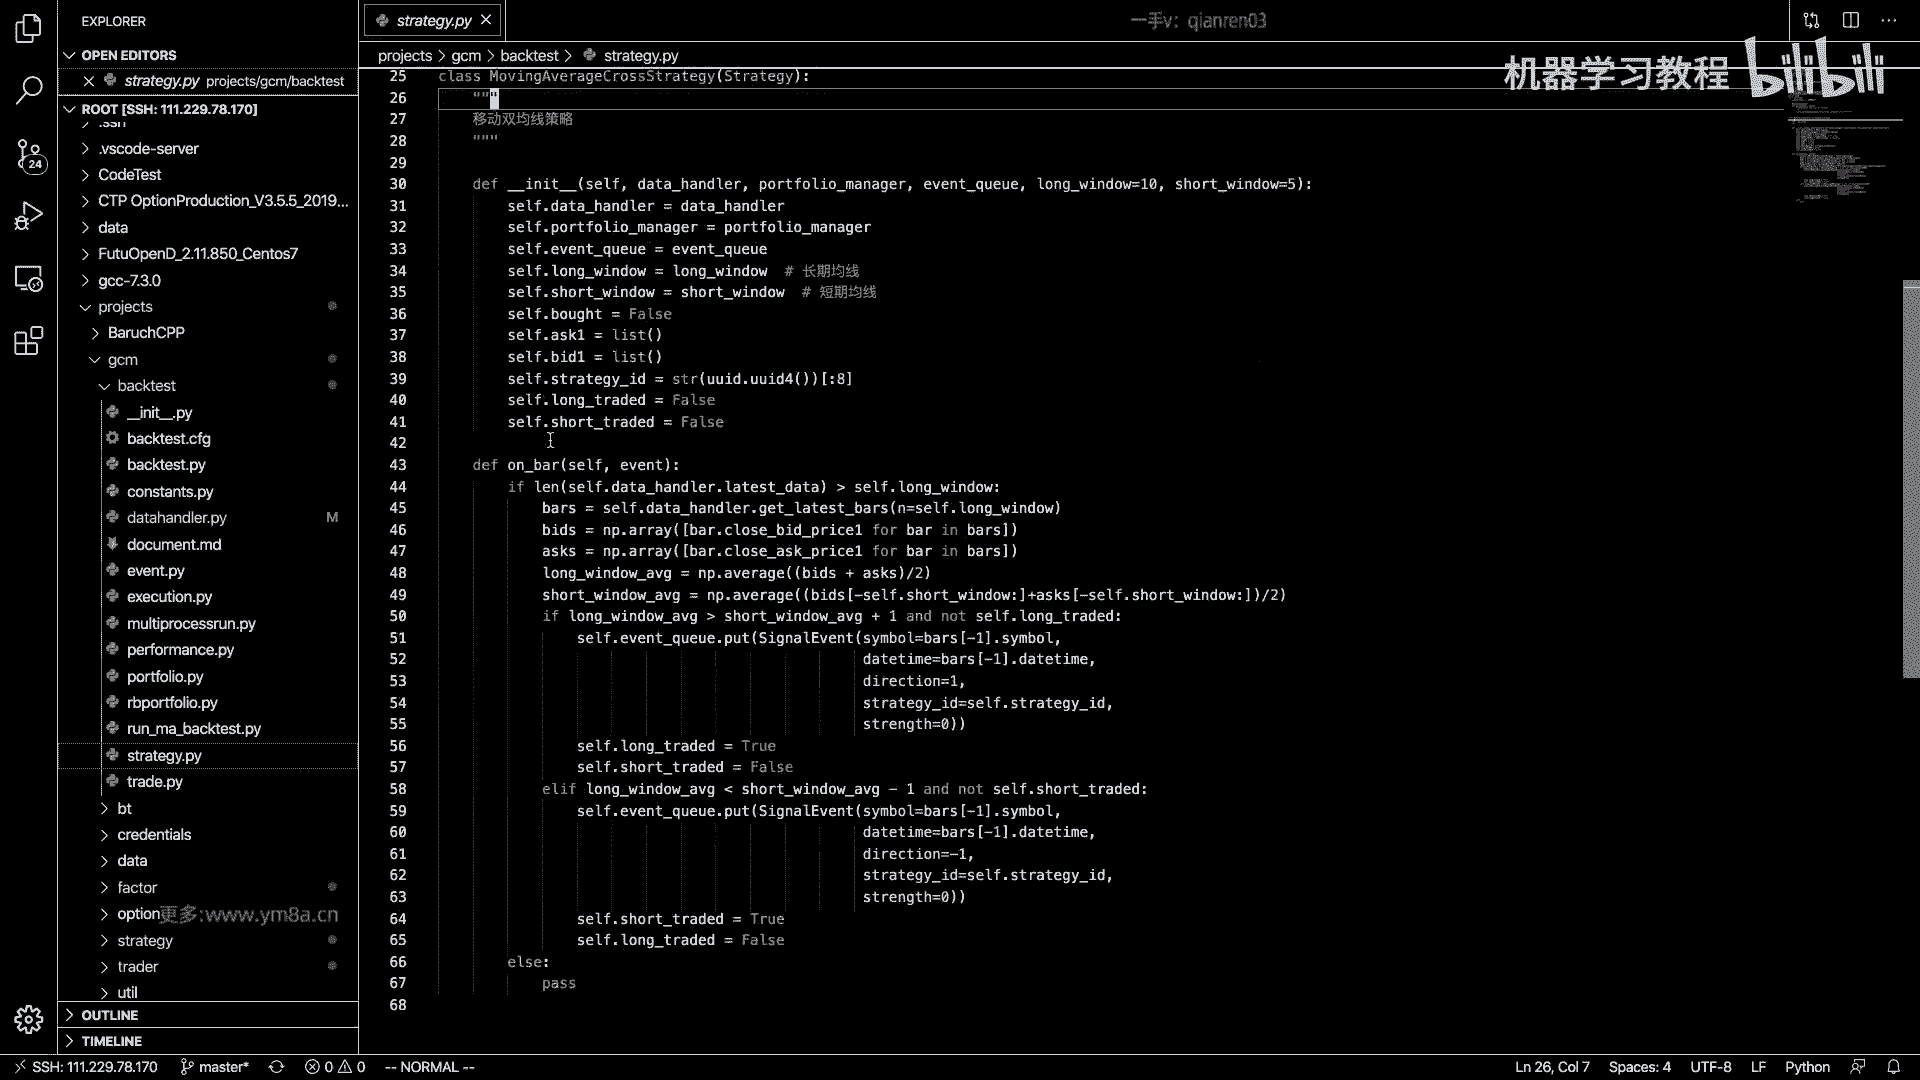 EXPLORER
strategy.py
一手v：qianren03
OPEN EDITORS
strategy.py projects/gcm/backtest
projects > gcm > backtest > strategy.py
机器学习教程 bilibili
ROOT [SSH: 111.229.78.170]
.ssh
.vscode-server
CodeTest
CTP OptionProduction_V3.5.5_2019...
data
FutuOpenD_2.11.850_Centos7
gcc-7.3.0
projects
BaruchCPP
gcm
backtest
__init__.py
backtest.cfg
backtest.py
constants.py
datahandler.py M
document.md
event.py
execution.py
multiprocessrun.py
performance.py
portfolio.py
rbportfolio.py
run_ma_backtest.py
strategy.py
trade.py
bt
credentials
data
factor
option
更多:www.ym8a.cn
strategy
trader
util
OUTLINE
TIMELINE
24
25 class MovingAverageCrossStrategy(Strategy):
26 """
27 移动双均线策略
28 """
29
30 def __init__(self, data_handler, portfolio_manager, event_queue, long_window=10, short_window=5):
31 self.data_handler = data_handler
32 self.portfolio_manager = portfolio_manager
33 self.event_queue = event_queue
34 self.long_window = long_window # 长期均线
35 self.short_window = short_window # 短期均线
36 self.bought = False
37 self.ask1 = list()
38 self.bid1 = list()
39 self.strategy_id = str(uuid.uuid4())[:8]
40 self.long_traded = False
41 self.short_traded = False
42
43 def on_bar(self, event):
44 if len(self.data_handler.latest_data) > self.long_window:
45 bars = self.data_handler.get_latest_bars(n=self.long_window)
46 bids = np.array([bar.close_bid_price1 for bar in bars])
47 asks = np.array([bar.close_ask_price1 for bar in bars])
48 long_window_avg = np.average((bids + asks)/2)
49 short_window_avg = np.average((bids[-self.short_window:]+asks[-self.short_window:])/2)
50 if long_window_avg > short_window_avg + 1 and not self.long_traded:
51 self.event_queue.put(SignalEvent(symbol=bars[-1].symbol,
52 datetime=bars[-1].datetime,
53 direction=1,
54 strategy_id=self.strategy_id,
55 strength=0))
56 self.long_traded = True
57 self.short_traded = False
58 elif long_window_avg < short_window_avg - 1 and not self.short_traded:
59 self.event_queue.put(SignalEvent(symbol=bars[-1].symbol,
60 datetime=bars[-1].datetime,
61 direction=-1,
62 strategy_id=self.strategy_id,
63 strength=0))
64 self.short_traded = True
65 self.long_traded = False
66 else:
67 pass
68
SSH: 111.229.78.170 master* 0 0 -- NORMAL -- Ln 26, Col 7 Spaces: 4 UTF-8 LF Python